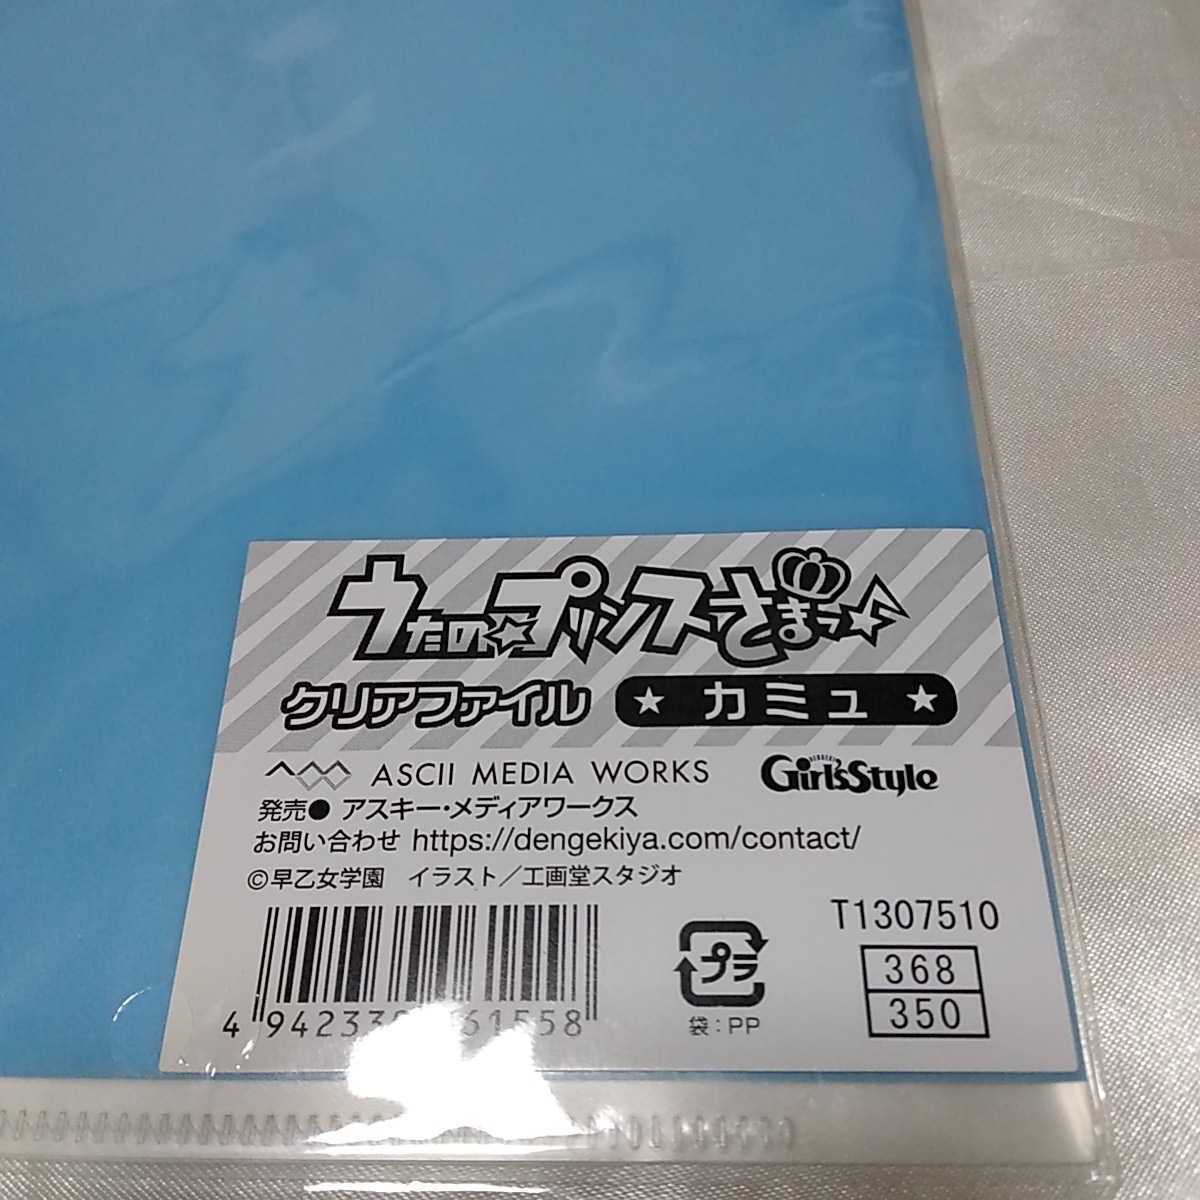 うたの☆プリンスさまっ♪
クリアファイル ★ カミュ ★
ASCII MEDIA WORKS DENGEKI Girl'sStyle
発売● アスキー・メディアワークス
お問い合わせ https://dengekiya.com/contact/
©早乙女学園 イラスト／工画堂スタジオ
T1307510
プラ
368
350
袋：PP